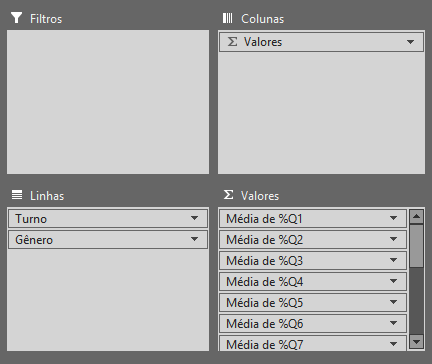 Filtros
Colunas
Σ Valores
Linhas
Turno
Gênero
Σ Valores
Média de %Q1
Média de %Q2
Média de %Q3
Média de %Q4
Média de %Q5
Média de %Q6
Média de %Q7